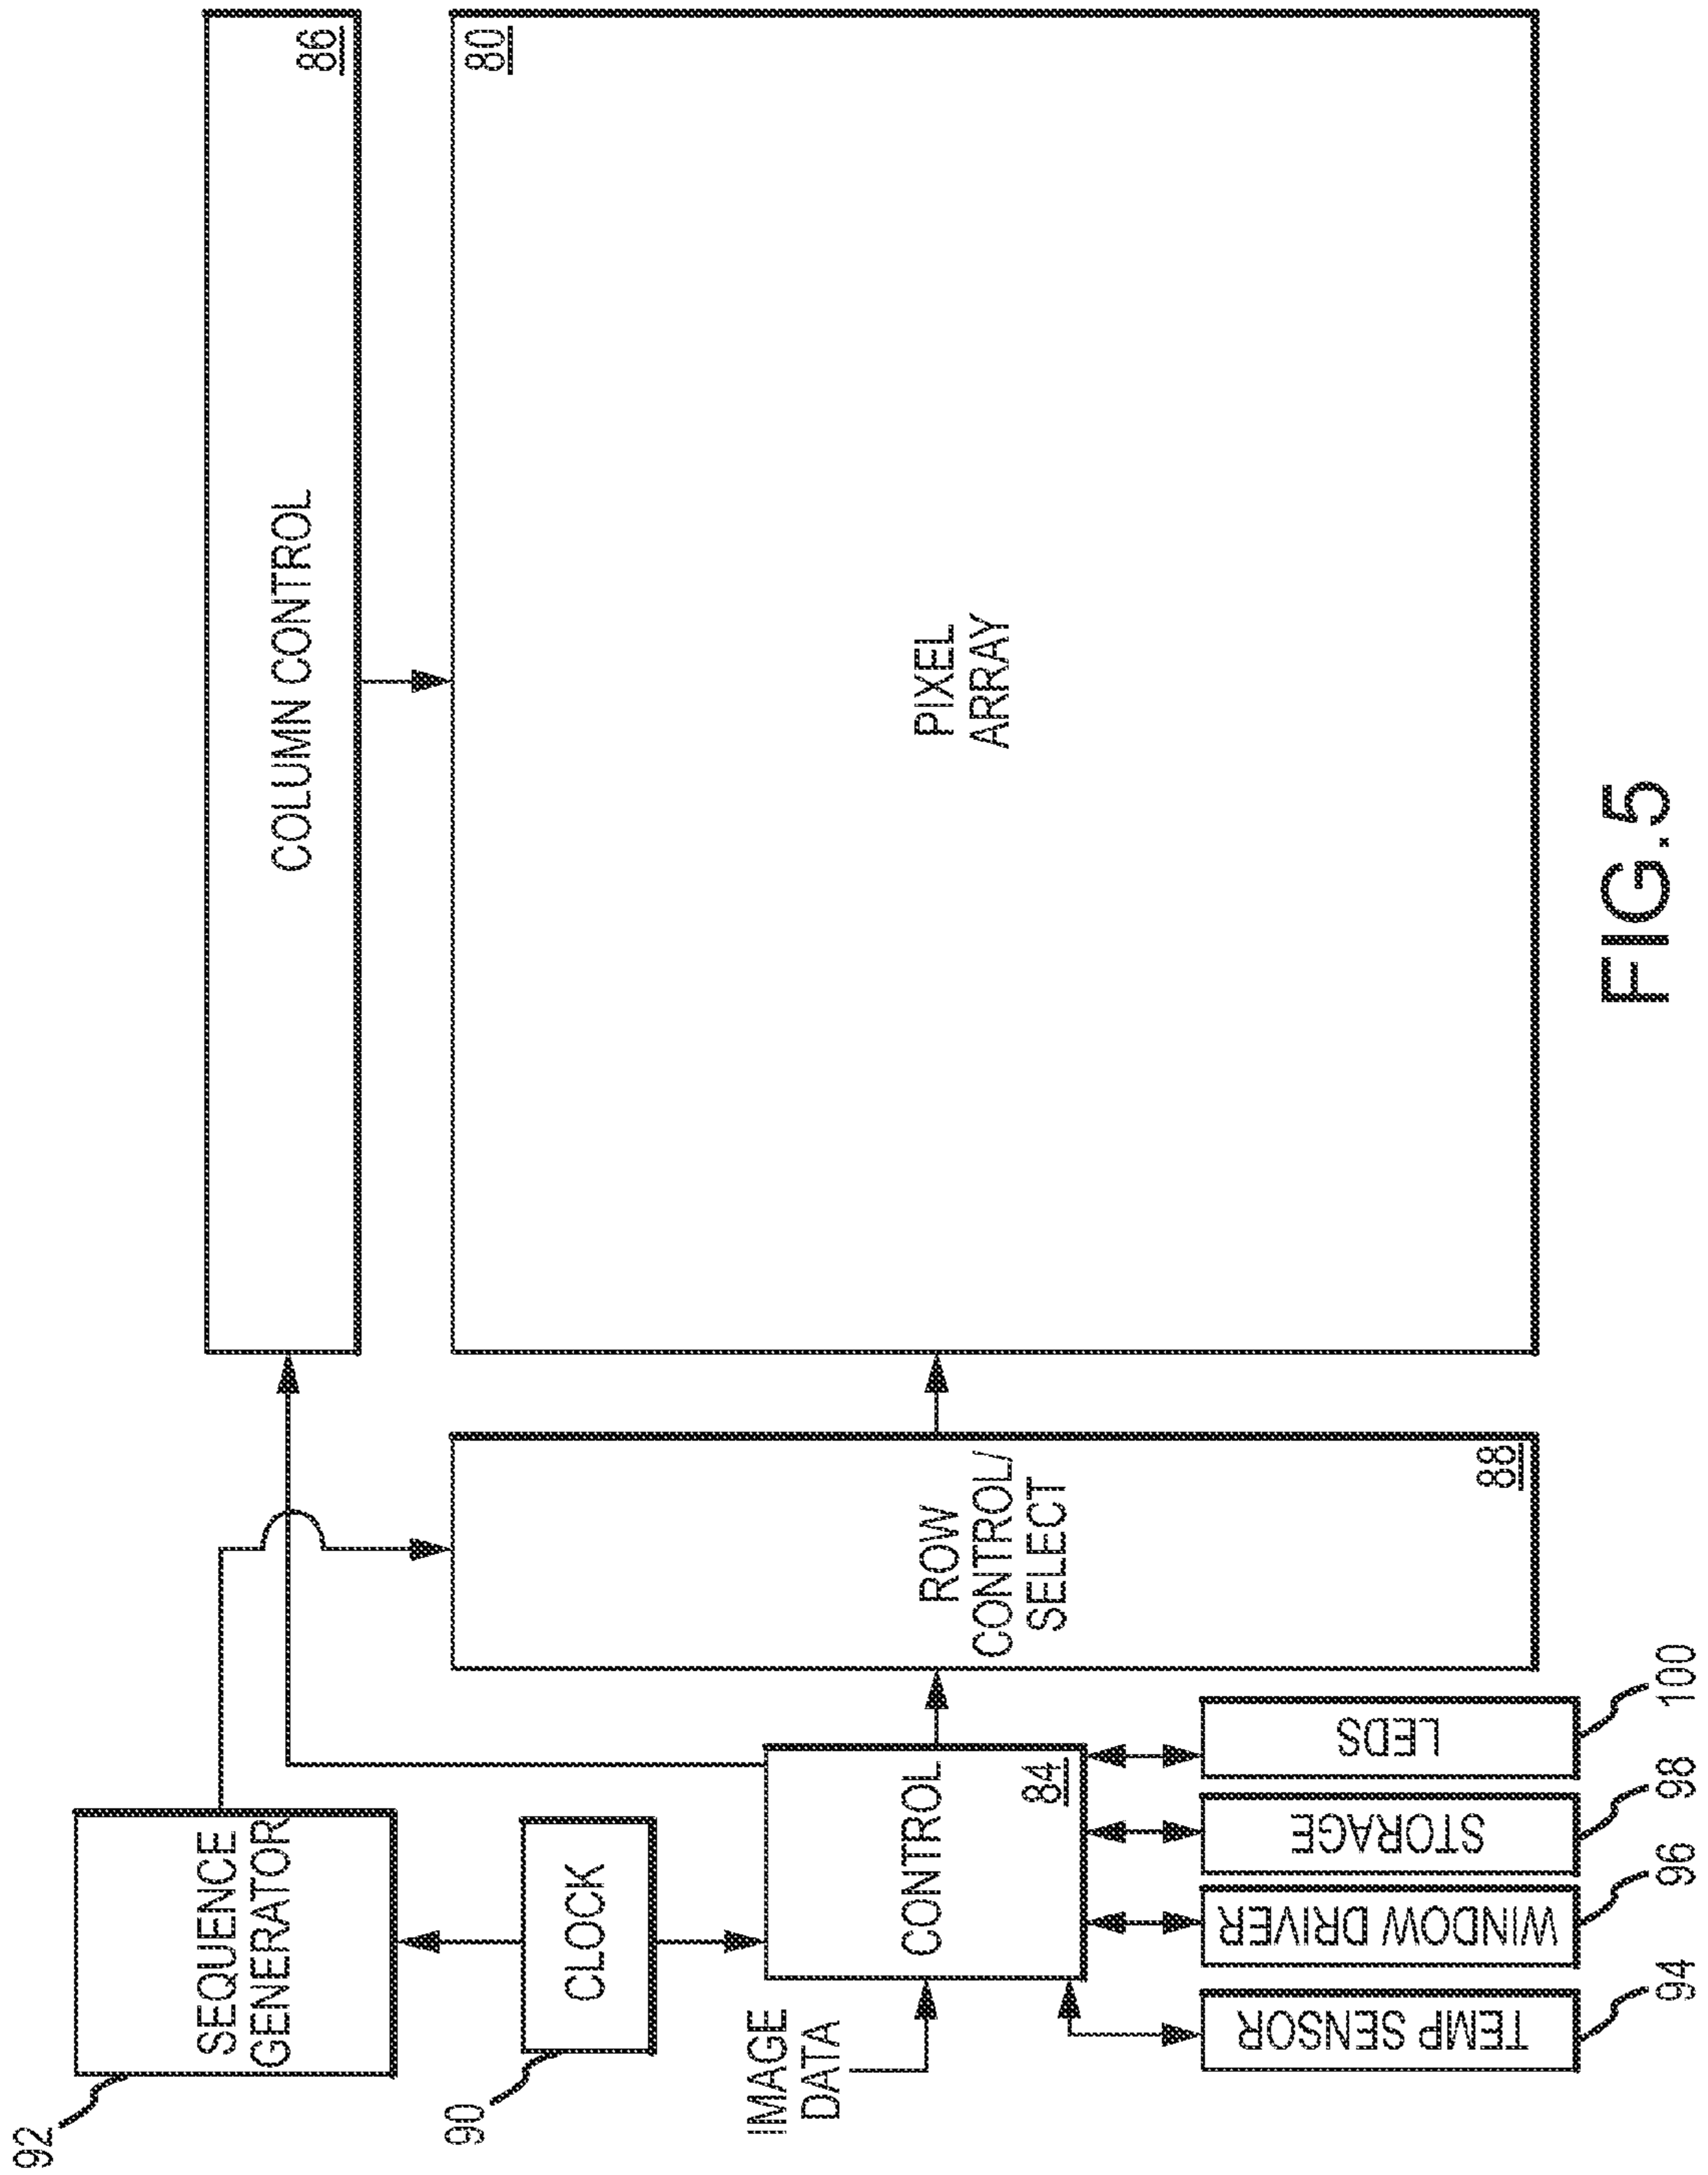 92
SEQUENCE
GENERATOR
COLUMN CONTROL
86
90
CLOCK
IMAGE
DATA
CONTROL
84
ROW
CONTROL/
SELECT
88
PIXEL
ARRAY
80
TEMP SENSOR
WINDOW DRIVER
STORAGE
LEDS
94
96
98
100
FIG.5